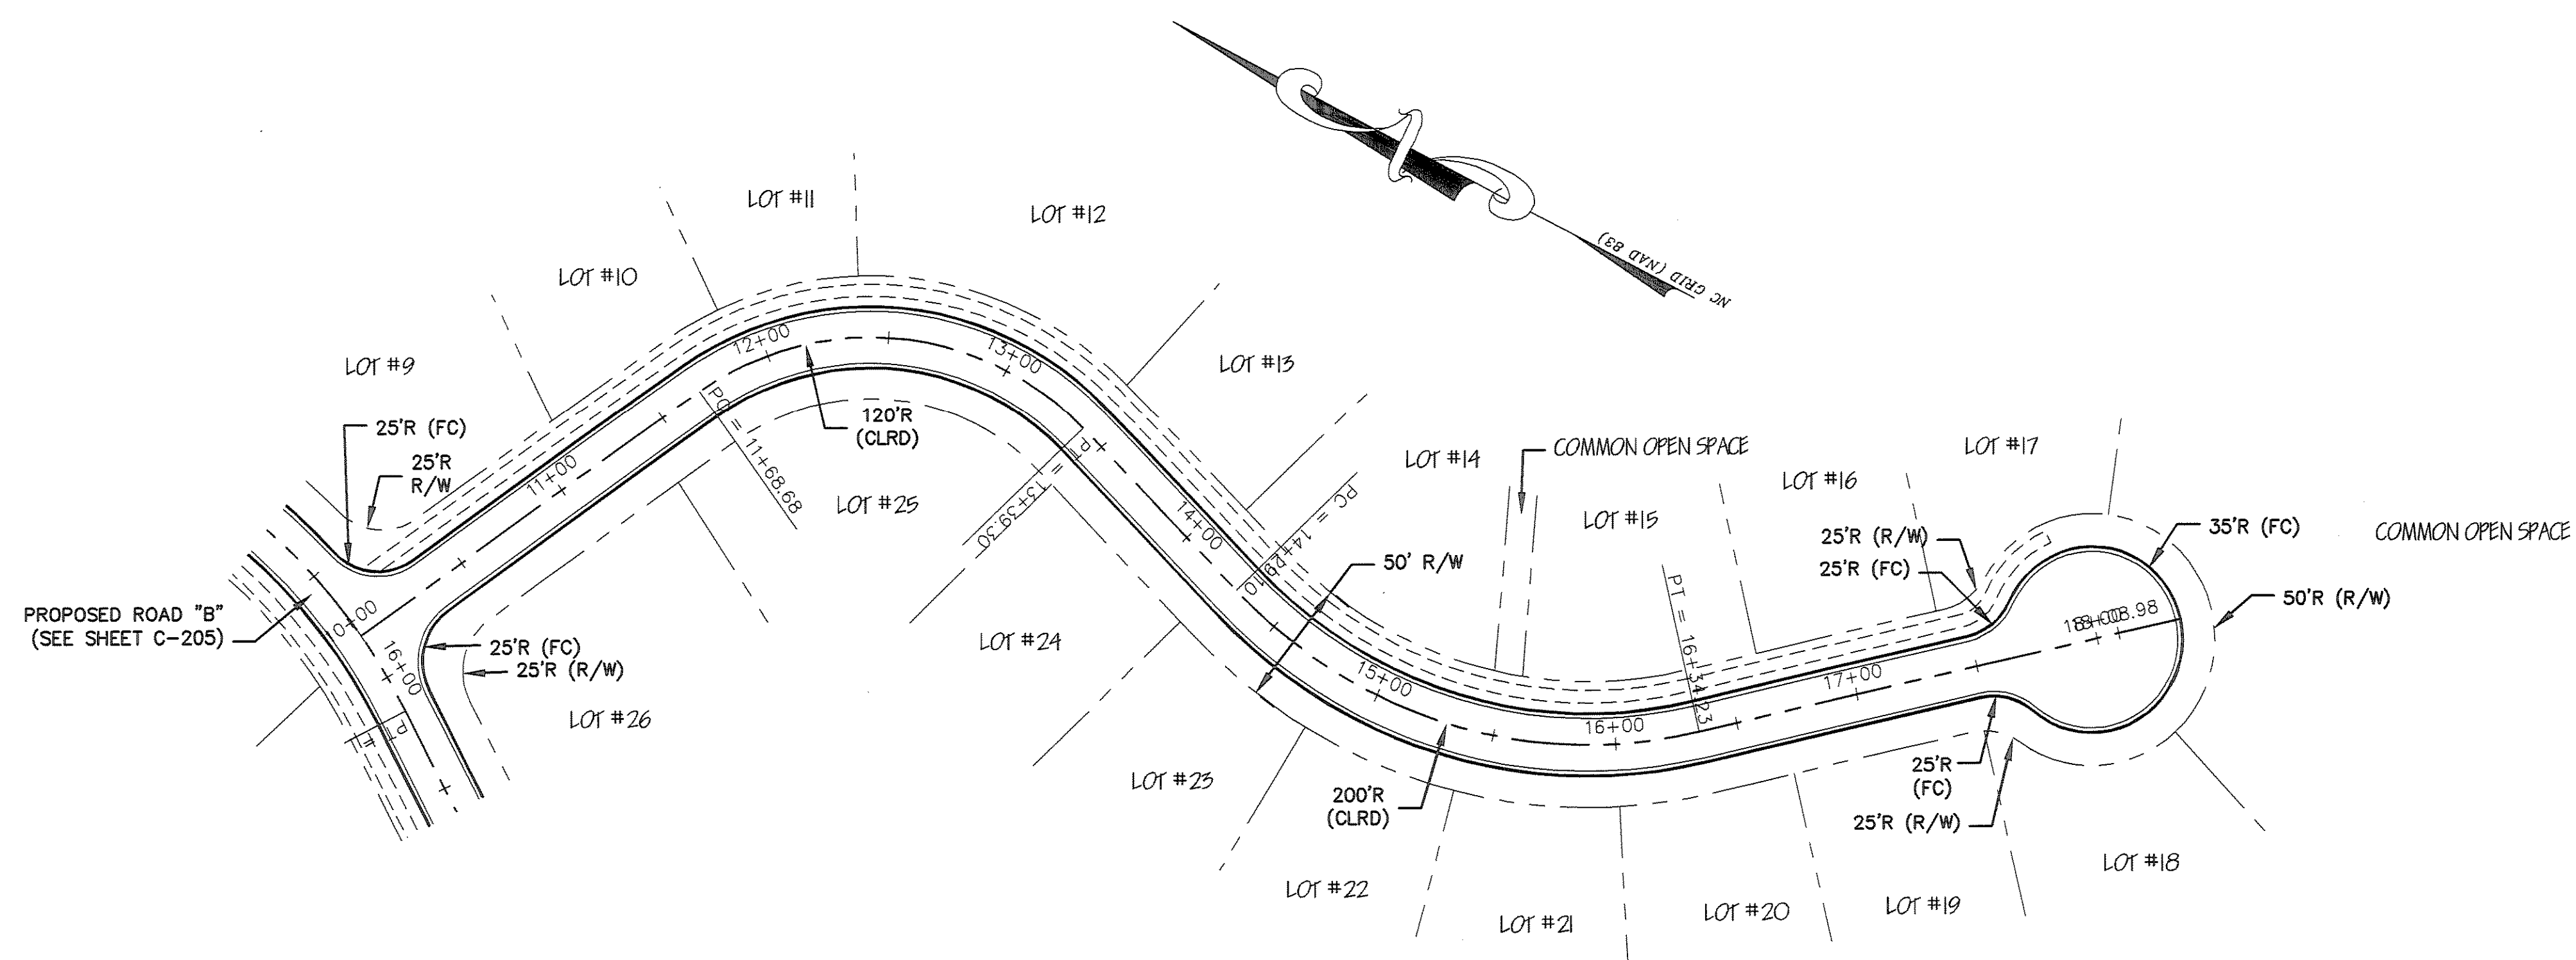 NC GRID (NAD 83)
LOT #11
LOT #12
LOT #10
LOT #9
LOT #13
12+00
13+00
120'R
(CLRD)
25'R (FC)
25'R
R/W
11+00
PC = 11+68.68
LOT #25
PT = 13+39.30
14+00
PC = 14+29.10
LOT #14
COMMON OPEN SPACE
LOT #15
LOT #16
LOT #17
25'R (R/W)
25'R (FC)
35'R (FC)
COMMON OPEN SPACE
50'R (R/W)
50' R/W
PT = 16+34.23
18+00
PROPOSED ROAD "B"
(SEE SHEET C-205)
16+00
25'R (FC)
25'R (R/W)
LOT #26
LOT #24
LOT #23
15+00
16+00
17+00
200'R
(CLRD)
25'R
(FC)
25'R (R/W)
LOT #22
LOT #21
LOT #20
LOT #19
LOT #18